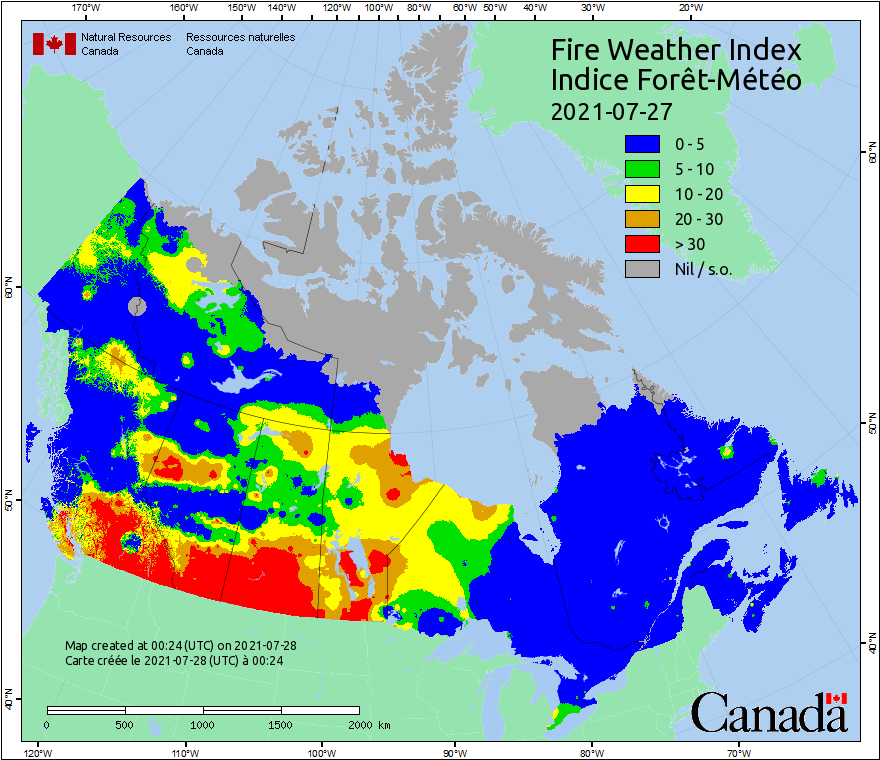 170°W 160°W 150°W 140°W 130°W 120°W 110°W 100°W 90°W 80°W 70°W 60°W 50°W 40°W 30°W 20°W
Natural Resources Ressources naturelles
Canada Canada
Fire Weather Index
Indice Forêt-Météo
2021-07-27
0 - 5
5 - 10
10 - 20
20 - 30
> 30
Nil / s.o.
60°N
60°N
50°N
50°N
40°N
40°N
Map created at 00:24 (UTC) on 2021-07-28
Carte créée le 2021-07-28 (UTC) à 00:24
0 500 1000 1500 2000 km
Canada
120°W 110°W 100°W 90°W 80°W 70°W